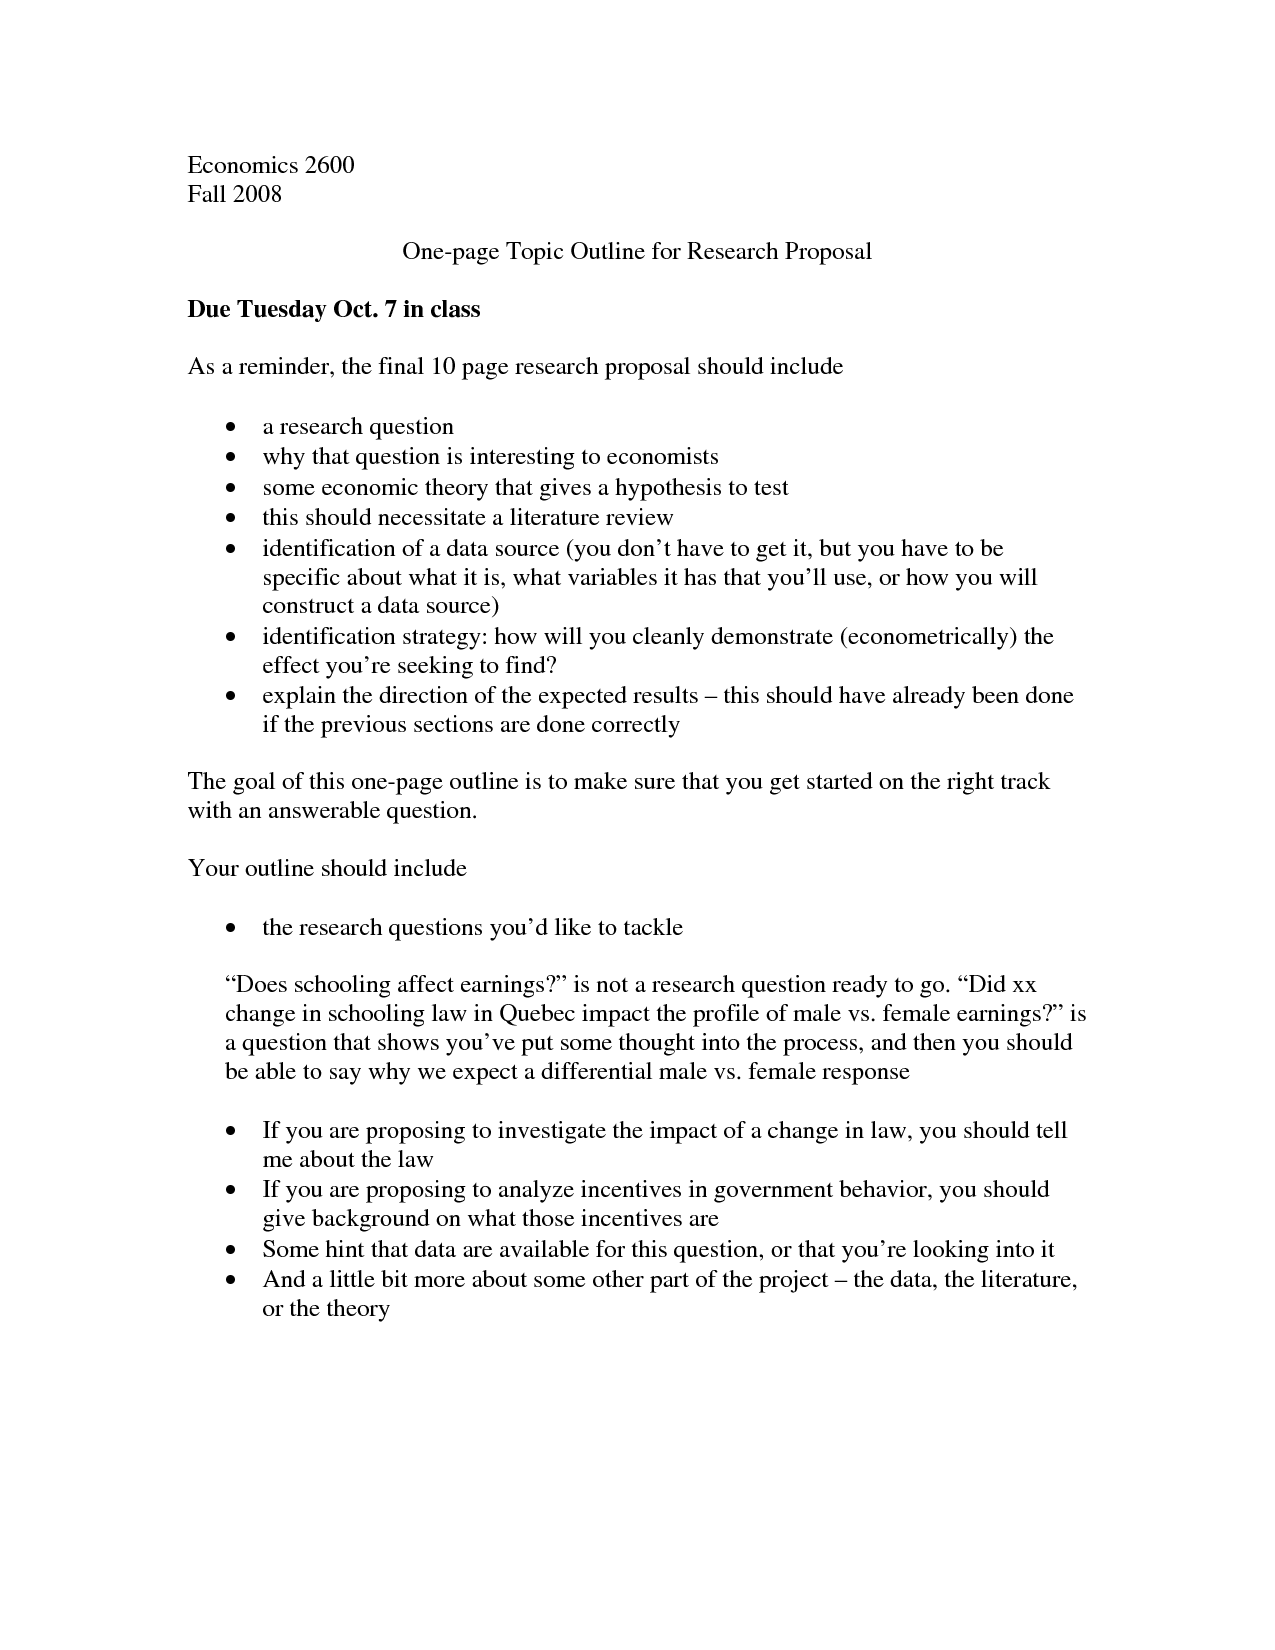 Economics 2600
Fall 2008
One-page Topic Outline for Research Proposal
Due Tuesday Oct. 7 in class
As a reminder, the final 10 page research proposal should include
• a research question
• why that question is interesting to economists
• some economic theory that gives a hypothesis to test
• this should necessitate a literature review
• identification of a data source (you don’t have to get it, but you have to be
specific about what it is, what variables it has that you’ll use, or how you will
construct a data source)
• identification strategy: how will you cleanly demonstrate (econometrically) the
effect you’re seeking to find?
• explain the direction of the expected results – this should have already been done
if the previous sections are done correctly
The goal of this one-page outline is to make sure that you get started on the right track
with an answerable question.
Your outline should include
• the research questions you’d like to tackle
“Does schooling affect earnings?” is not a research question ready to go. “Did xx
change in schooling law in Quebec impact the profile of male vs. female earnings?” is
a question that shows you’ve put some thought into the process, and then you should
be able to say why we expect a differential male vs. female response
• If you are proposing to investigate the impact of a change in law, you should tell
me about the law
• If you are proposing to analyze incentives in government behavior, you should
give background on what those incentives are
• Some hint that data are available for this question, or that you’re looking into it
• And a little bit more about some other part of the project – the data, the literature,
or the theory